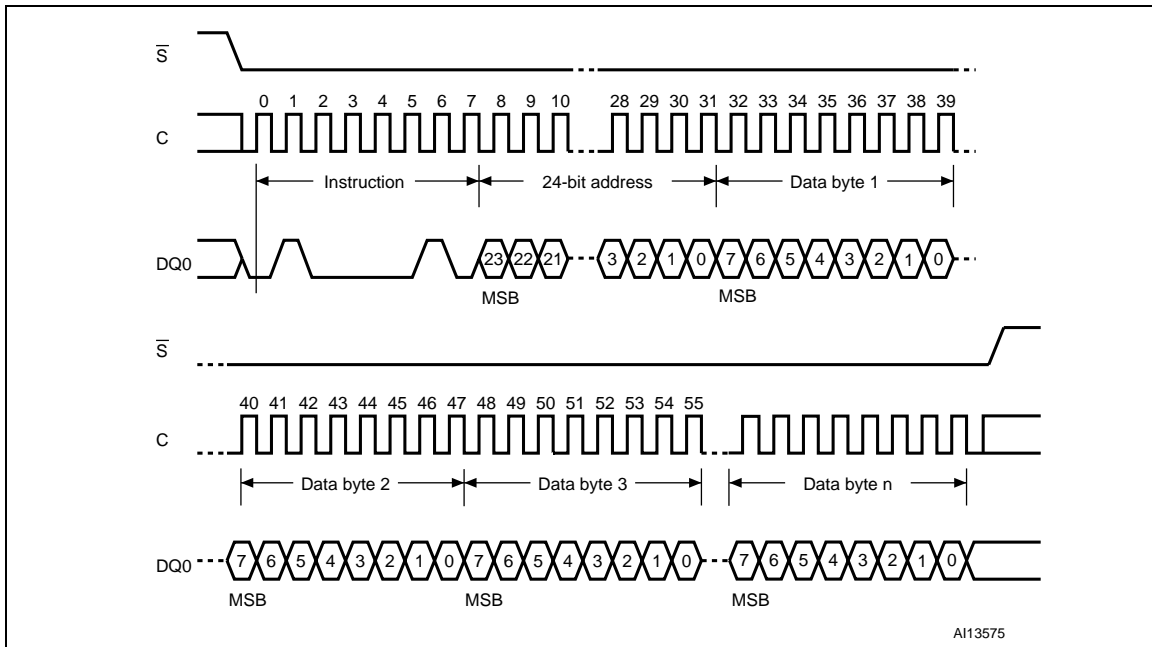 S
0 1 2 3 4 5 6 7 8 9 10 28 29 30 31 32 33 34 35 36 37 38 39
C
Instruction 24-bit address Data byte 1
DQ0 23 22 21 3 2 1 0 7 6 5 4 3 2 1 0
MSB MSB
S
40 41 42 43 44 45 46 47 48 49 50 51 52 53 54 55
C
Data byte 2 Data byte 3 Data byte n
DQ0 7 6 5 4 3 2 1 0 7 6 5 4 3 2 1 0 7 6 5 4 3 2 1 0
MSB MSB MSB
AI13575